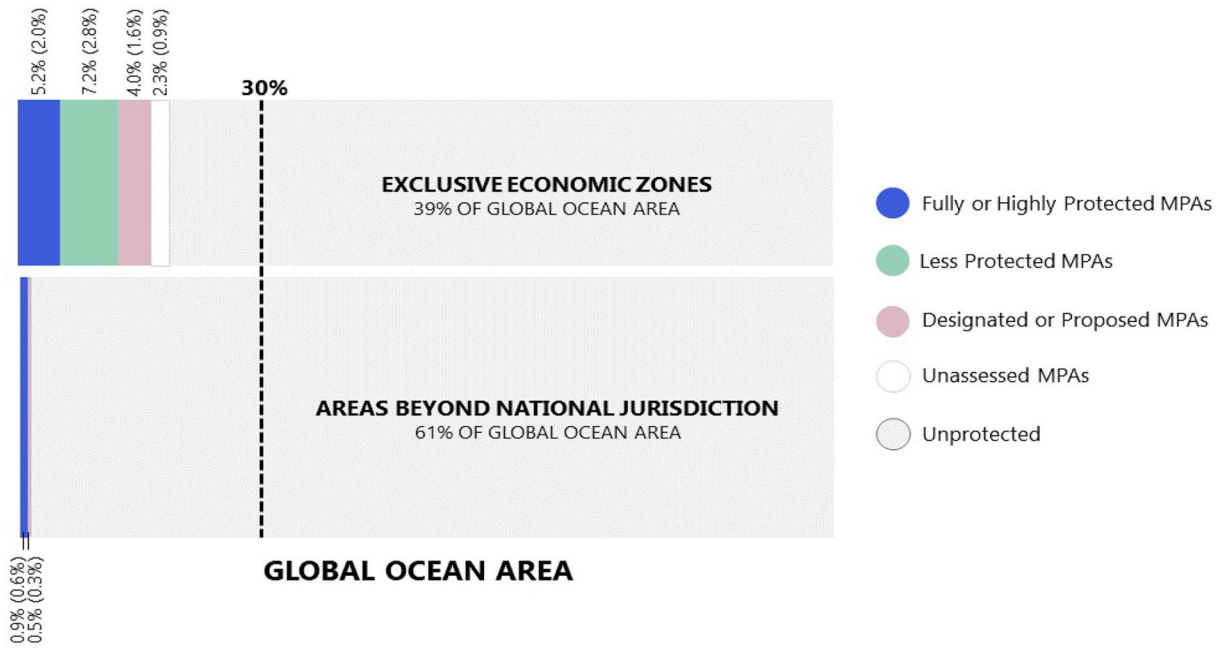 5.2% (2.0%)
7.2% (2.8%)
4.0% (1.6%)
2.3% (0.9%)
30%
EXCLUSIVE ECONOMIC ZONES
39% OF GLOBAL OCEAN AREA
AREAS BEYOND NATIONAL JURISDICTION
61% OF GLOBAL OCEAN AREA
0.9% (0.6%)
0.5% (0.3%)
GLOBAL OCEAN AREA
Fully or Highly Protected MPAs
Less Protected MPAs
Designated or Proposed MPAs
Unassessed MPAs
Unprotected